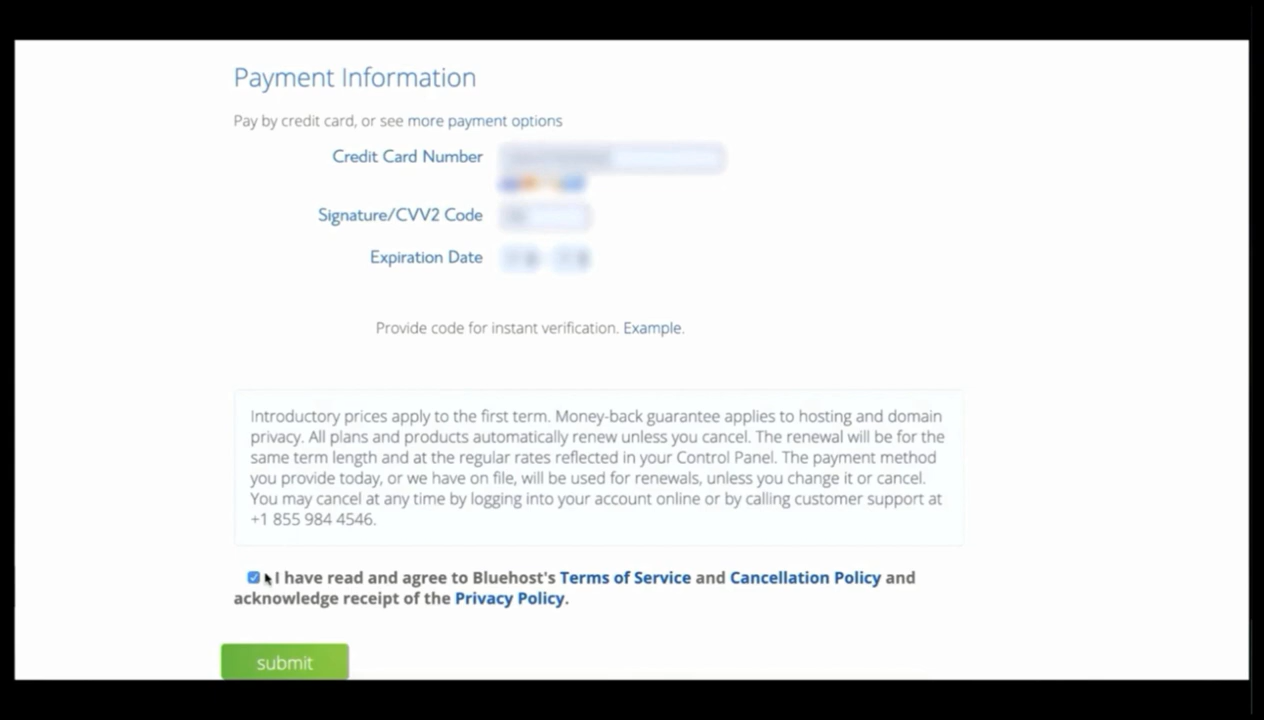 Payment Information
Pay by credit card, or see more payment options
Credit Card Number
Signature/CVV2 Code
Expiration Date
Provide code for instant verification. Example.
Introductory prices apply to the first term. Money-back guarantee applies to hosting and domain
privacy. All plans and products automatically renew unless you cancel. The renewal will be for the
same term length and at the regular rates reflected in your Control Panel. The payment method
you provide today, or we have on file, will be used for renewals, unless you change it or cancel.
You may cancel at any time by logging into your account online or by calling customer support at
+1 855 984 4546.
I have read and agree to Bluehost's Terms of Service and Cancellation Policy and
acknowledge receipt of the Privacy Policy.
submit